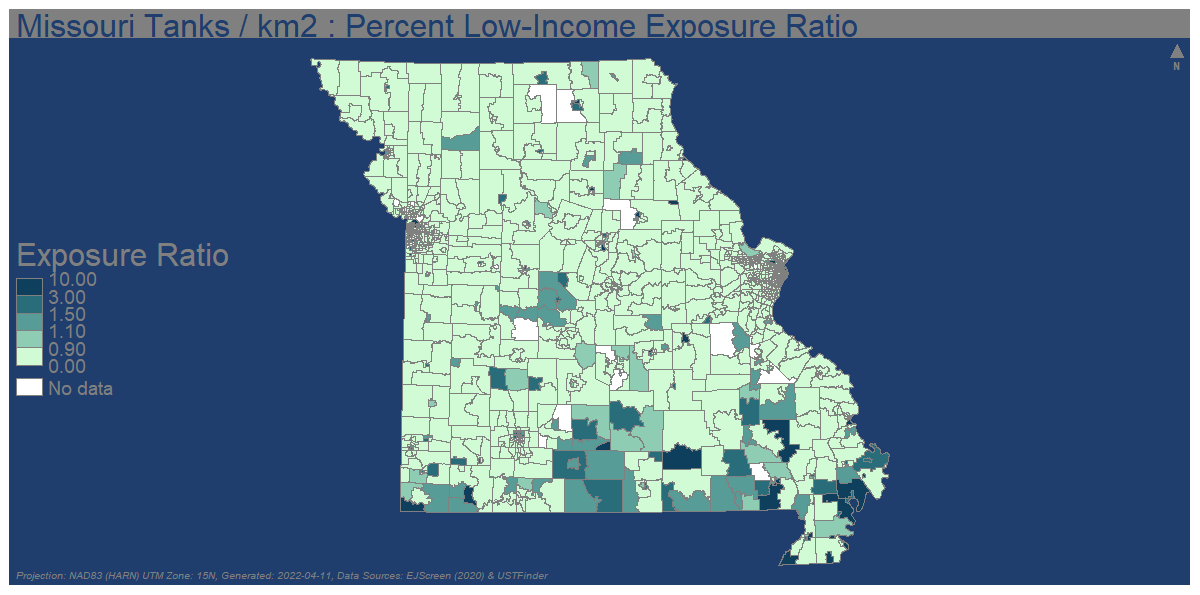 Missouri Tanks / km2 : Percent Low-Income Exposure Ratio
N
Exposure Ratio
10.00
3.00
1.50
1.10
0.90
0.00
No data
Projection: NAD83 (HARN) UTM Zone: 15N, Generated: 2022-04-11, Data Sources: EJScreen (2020) & USTFinder